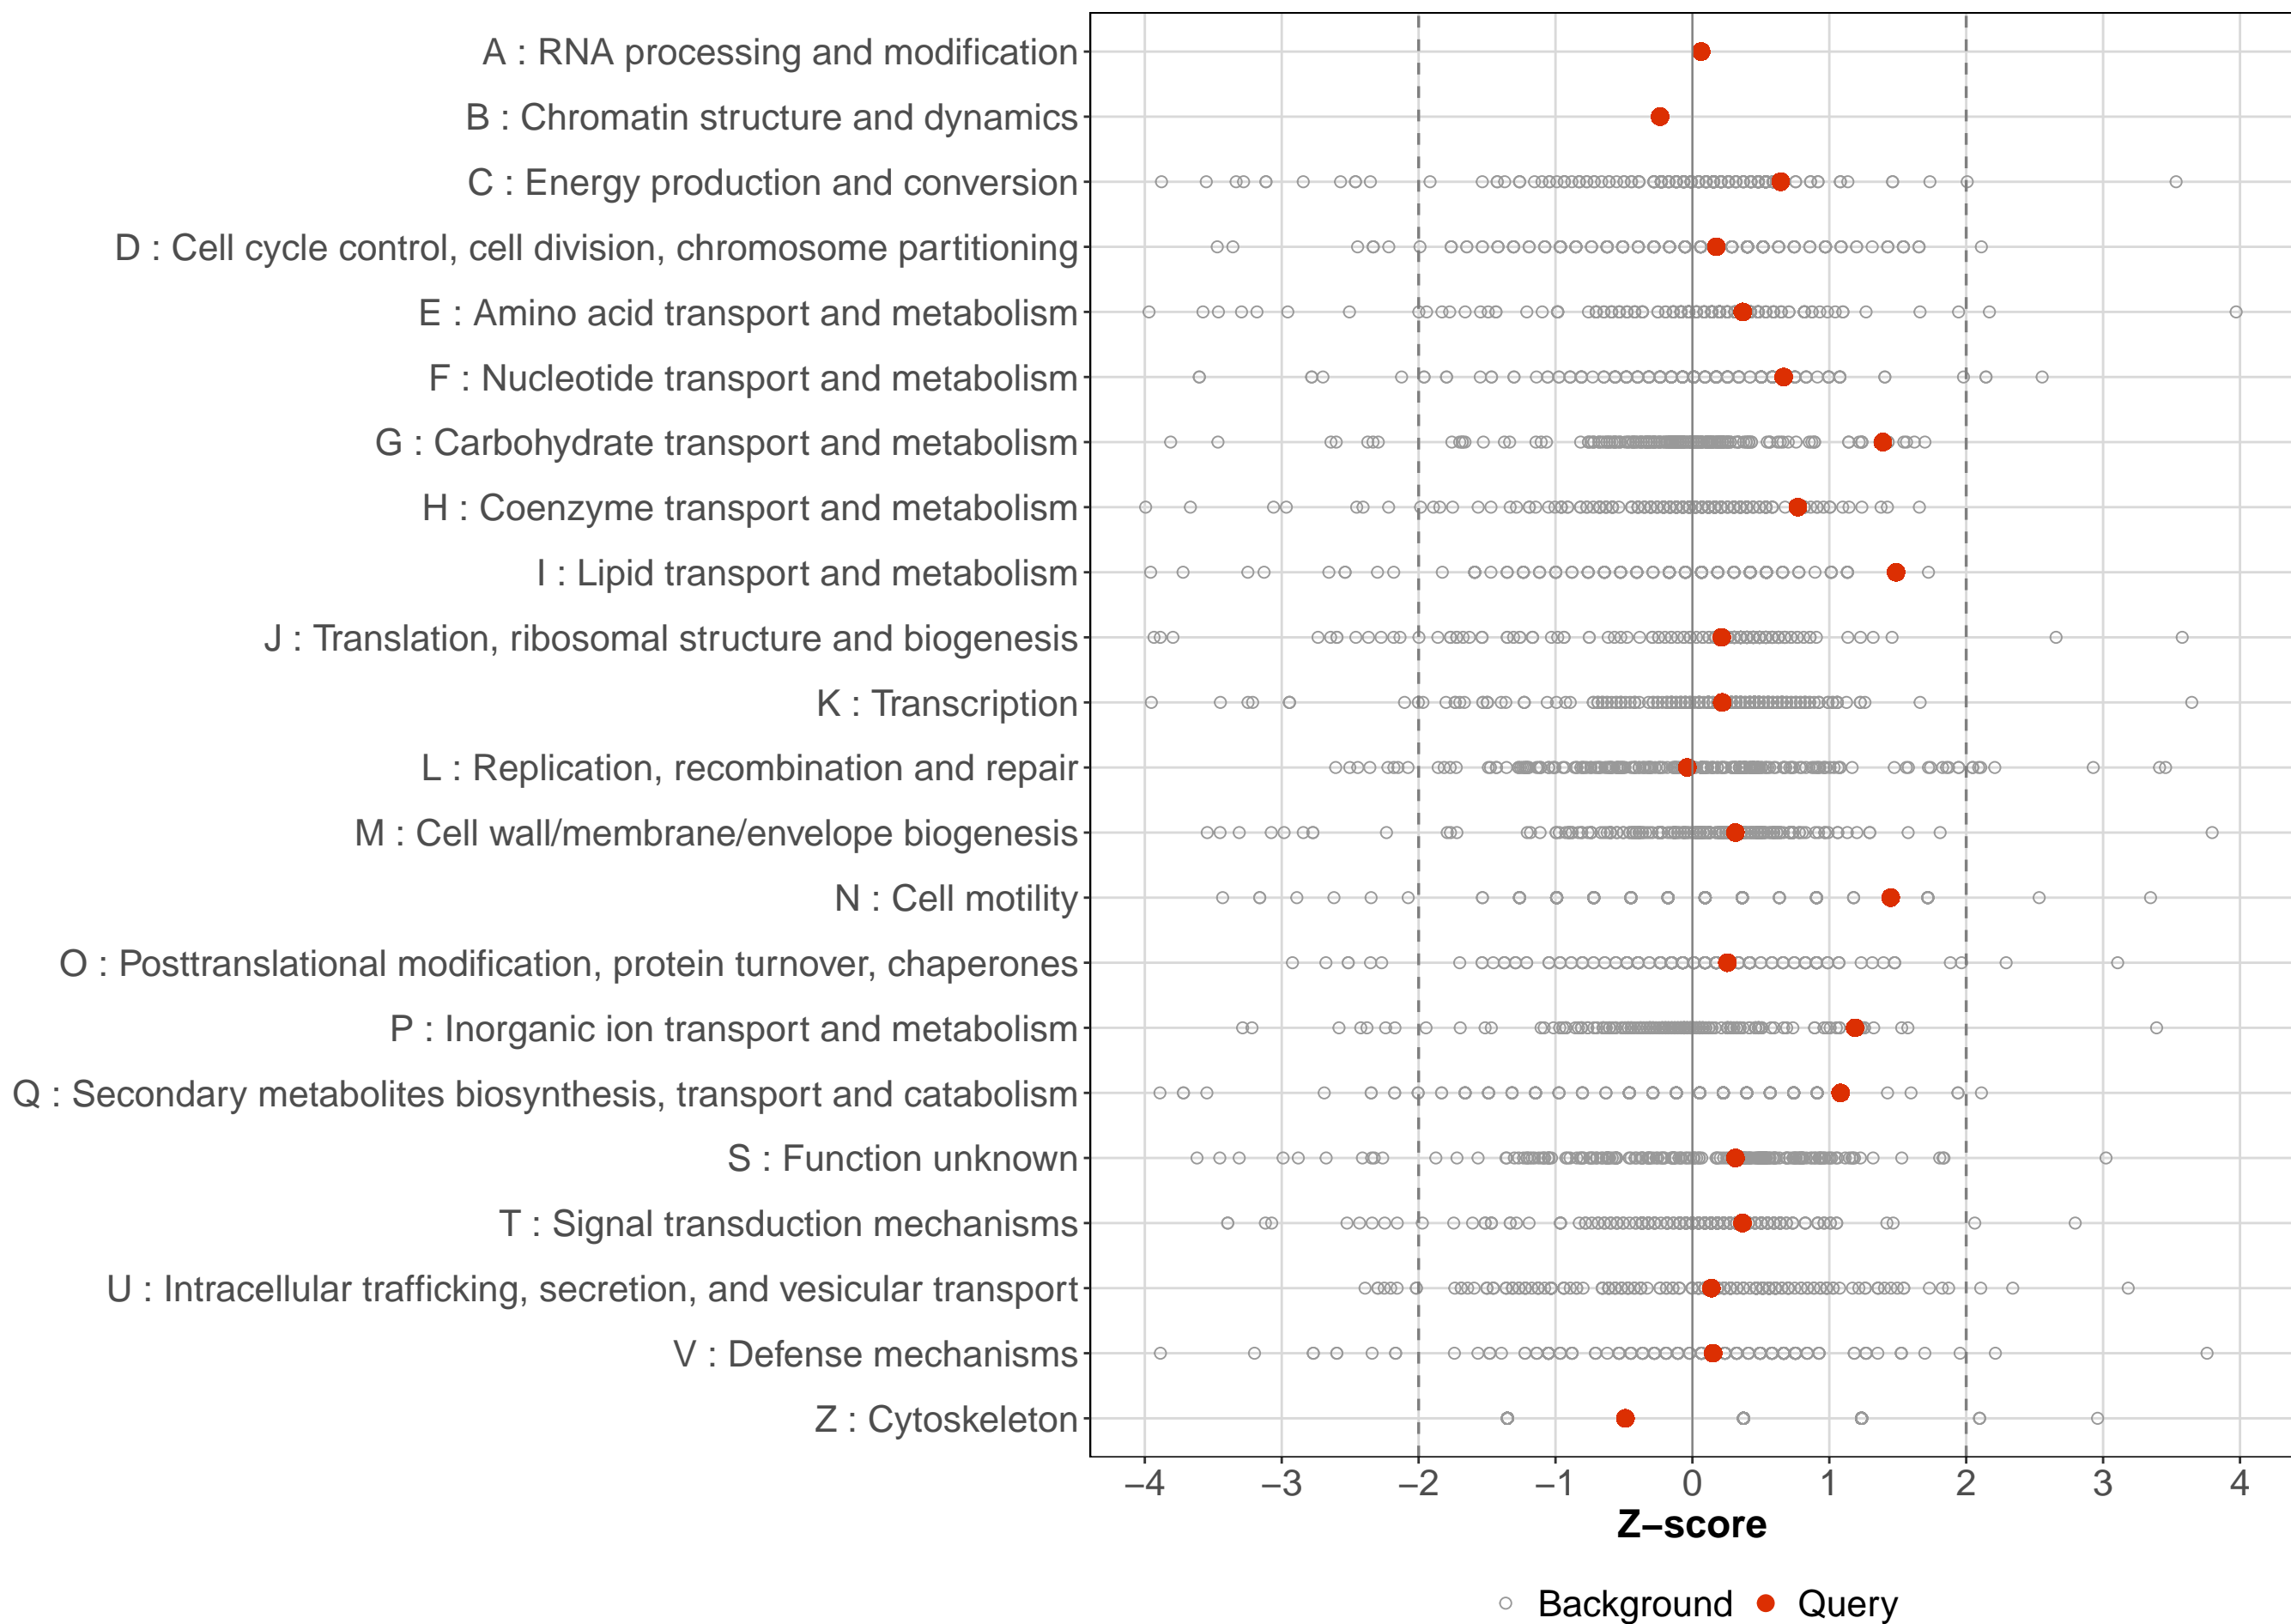 A : RNA processing and modification
B : Chromatin structure and dynamics
C : Energy production and conversion
D : Cell cycle control, cell division, chromosome partitioning
E : Amino acid transport and metabolism
F : Nucleotide transport and metabolism
G : Carbohydrate transport and metabolism
H : Coenzyme transport and metabolism
I : Lipid transport and metabolism
J : Translation, ribosomal structure and biogenesis
K : Transcription
L : Replication, recombination and repair
M : Cell wall/membrane/envelope biogenesis
N : Cell motility
O : Posttranslational modification, protein turnover, chaperones
P : Inorganic ion transport and metabolism
Q : Secondary metabolites biosynthesis, transport and catabolism
S : Function unknown
T : Signal transduction mechanisms
U : Intracellular trafficking, secretion, and vesicular transport
V : Defense mechanisms
Z : Cytoskeleton
−4 −3 −2 −1 0 1 2 3 4
Z−score
Background Query